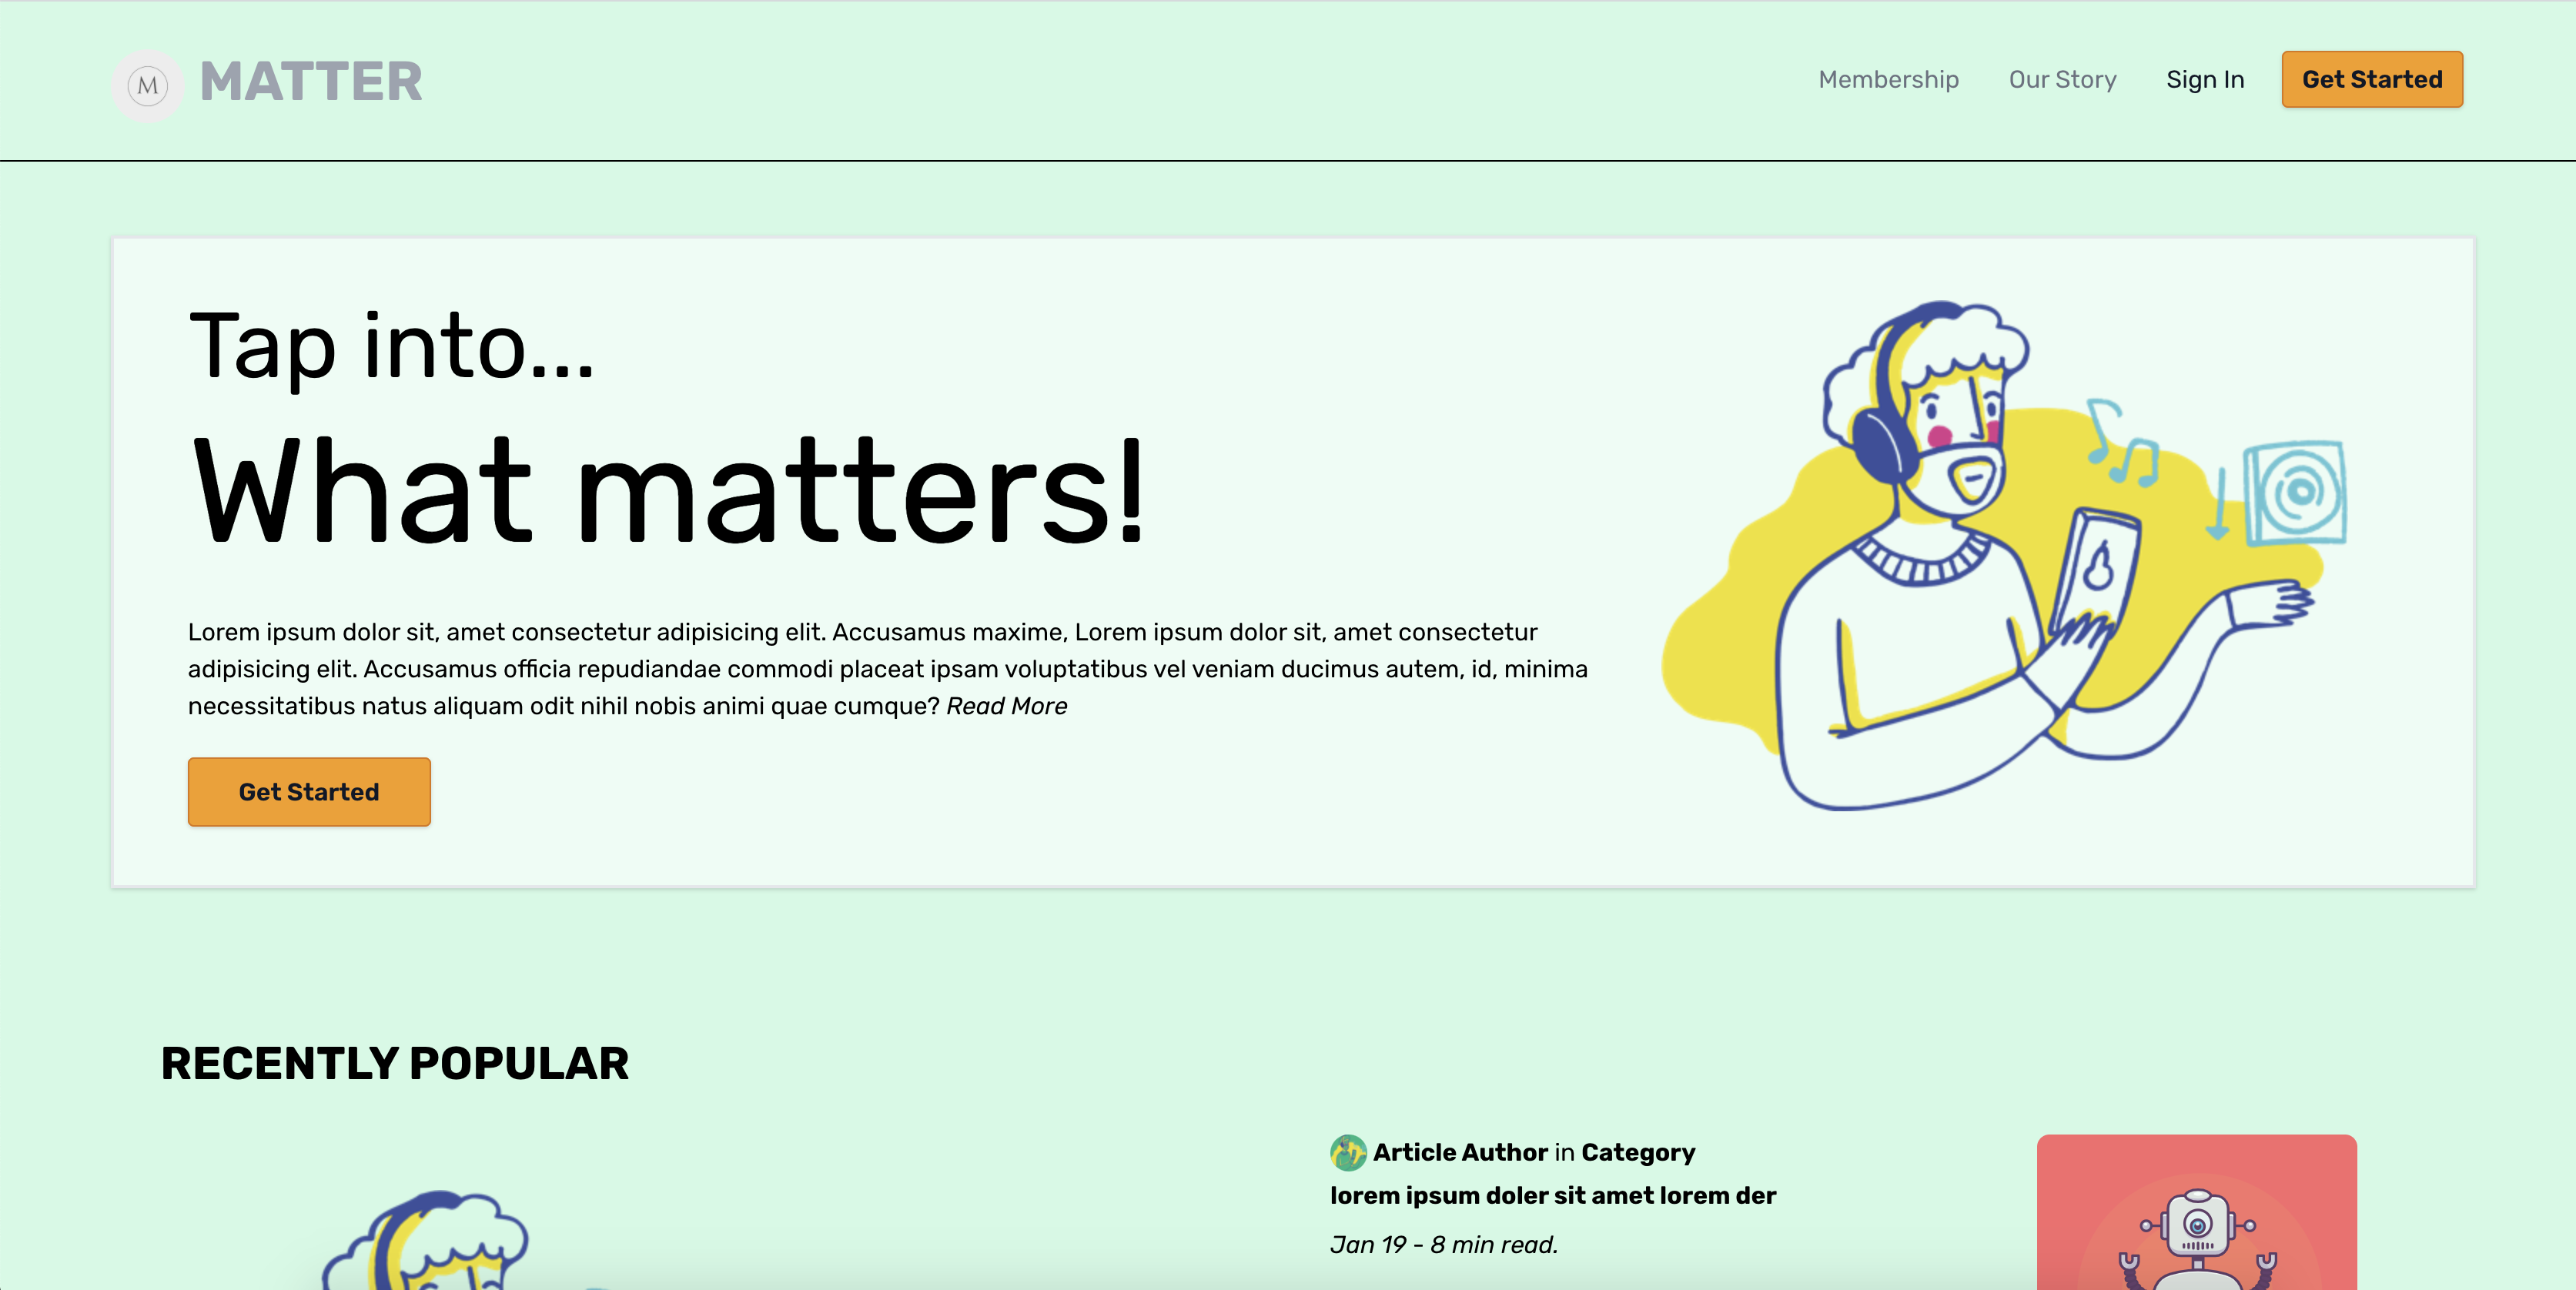 M MATTER
Membership Our Story Sign In Get Started
Tap into...
What matters!
Lorem ipsum dolor sit, amet consectetur adipisicing elit. Accusamus maxime, Lorem ipsum dolor sit, amet consectetur
adipisicing elit. Accusamus officia repudiandae commodi placeat ipsam voluptatibus vel veniam ducimus autem, id, minima
necessitatibus natus aliquam odit nihil nobis animi quae cumque? Read More
Get Started
RECENTLY POPULAR
Article Author in Category
lorem ipsum doler sit amet lorem der
Jan 19 - 8 min read.